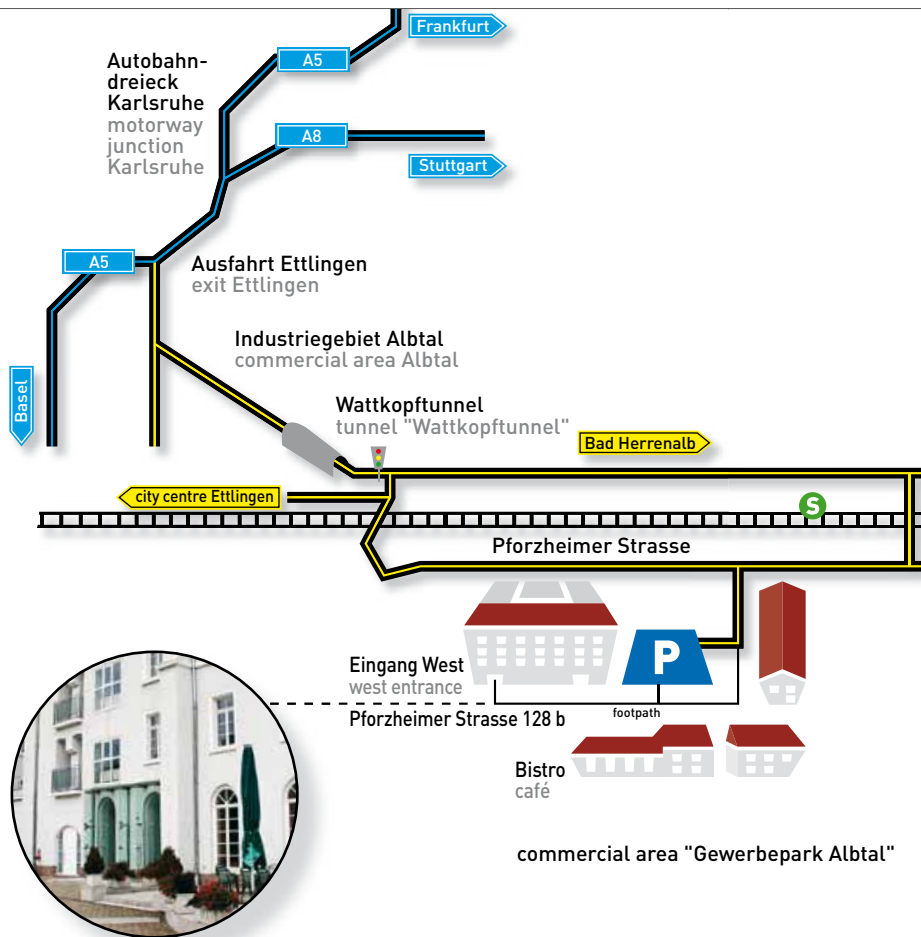 Frankfurt
A5
Autobahn-
dreieck
Karlsruhe
motorway
junction
Karlsruhe
A8
Stuttgart
A5
Ausfahrt Ettlingen
exit Ettlingen
Industriegebiet Albtal
commercial area Albtal
Basel
Wattkopftunnel
tunnel "Wattkopftunnel"
Bad Herrenalb
city centre Ettlingen
S
Pforzheimer Strasse
P
Eingang West
west entrance
Pforzheimer Strasse 128 b
footpath
Bistro
café
commercial area "Gewerbepark Albtal"